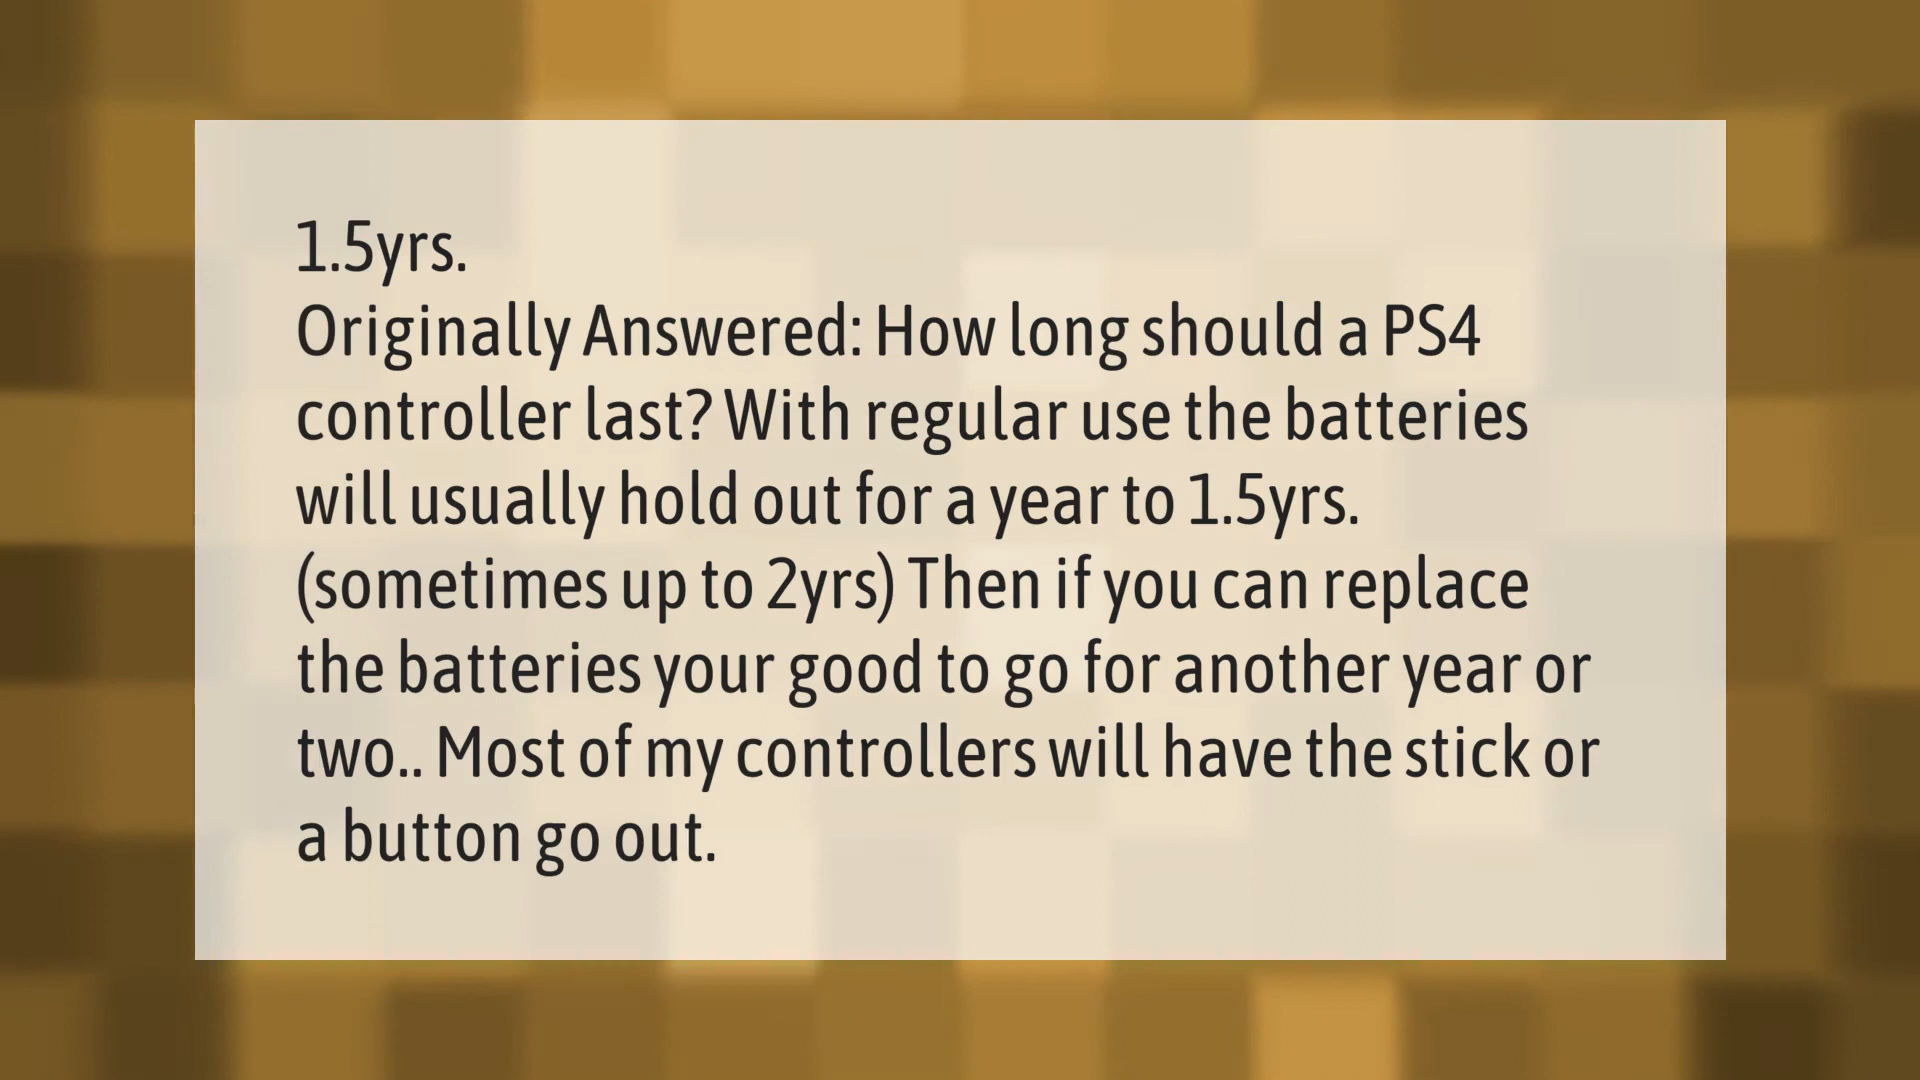 1.5yrs.
Originally Answered: How long should a PS4
controller last? With regular use the batteries
will usually hold out for a year to 1.5yrs.
(sometimes up to 2yrs) Then if you can replace
the batteries your good to go for another year or
two.. Most of my controllers will have the stick or
a button go out.